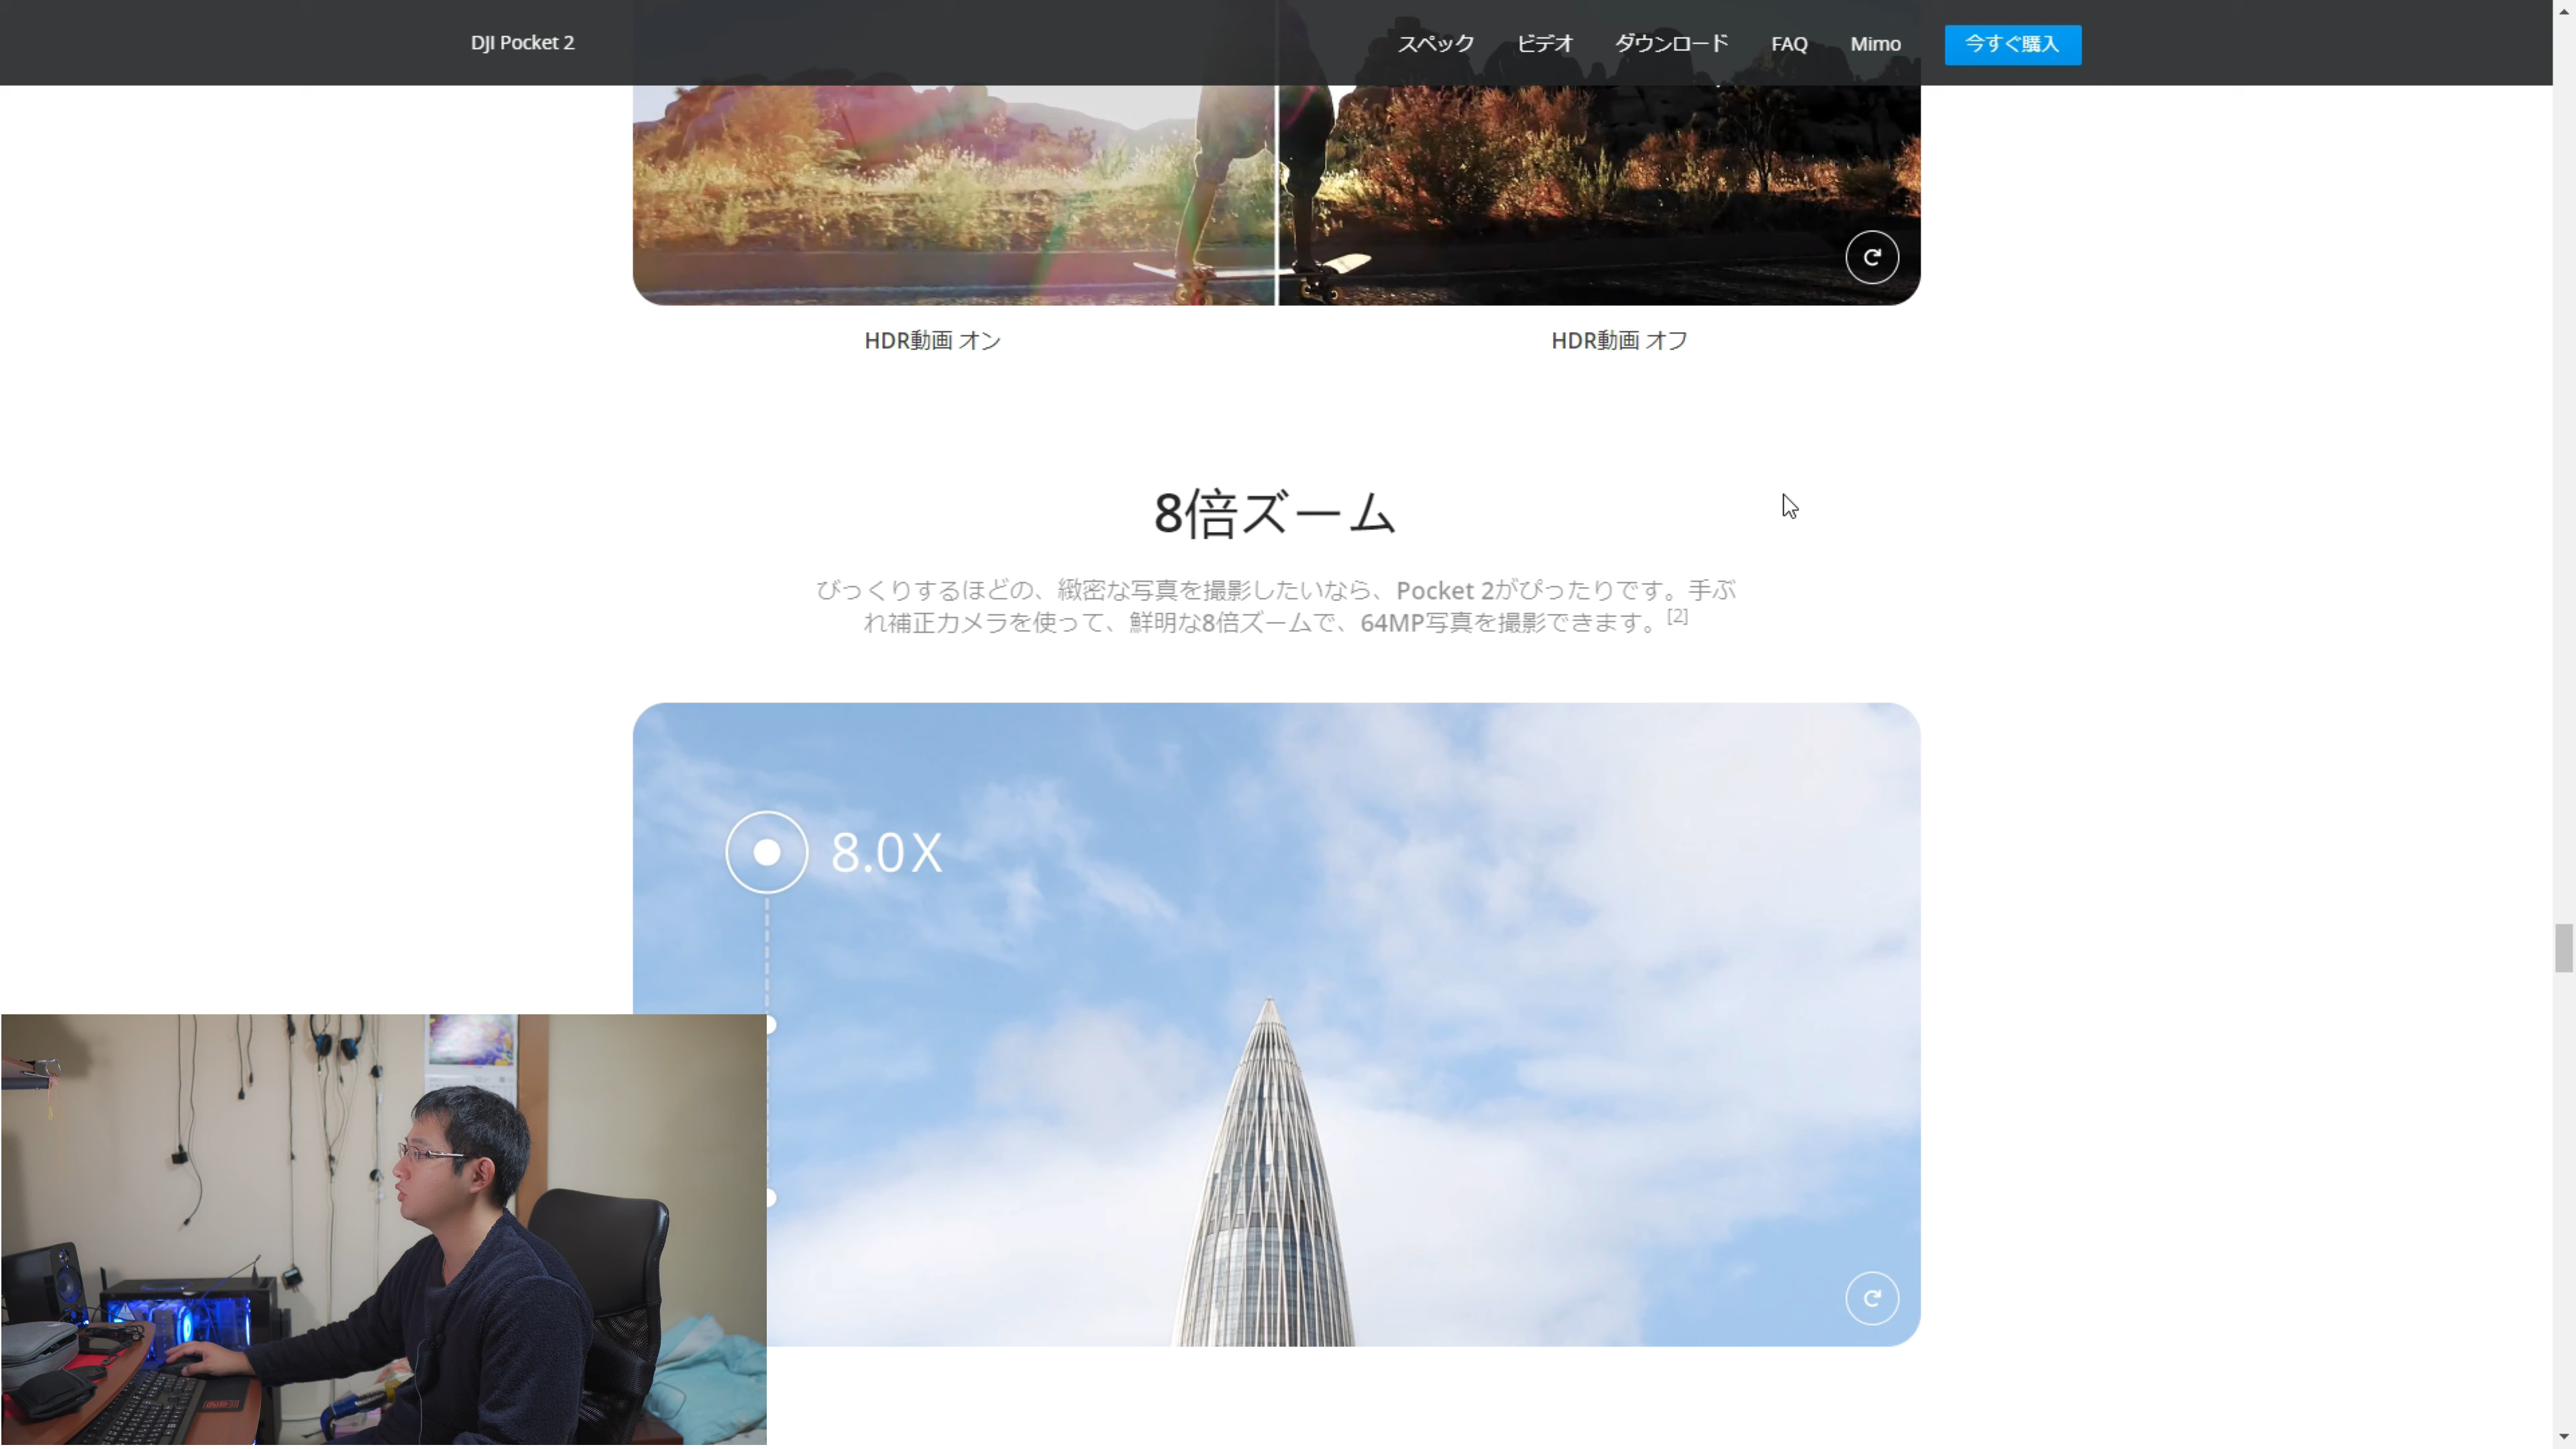 DJI Pocket 2
スペック ビデオ ダウンロード FAQ Mimo 今すぐ購入
HDR動画 オン
HDR動画 オフ
8倍ズーム
びっくりするほどの、緻密な写真を撮影したいなら、Pocket 2がぴったりです。手ぶ
れ補正カメラを使って、鮮明な8倍ズームで、64MP写真を撮影できます。[2]
8.0X